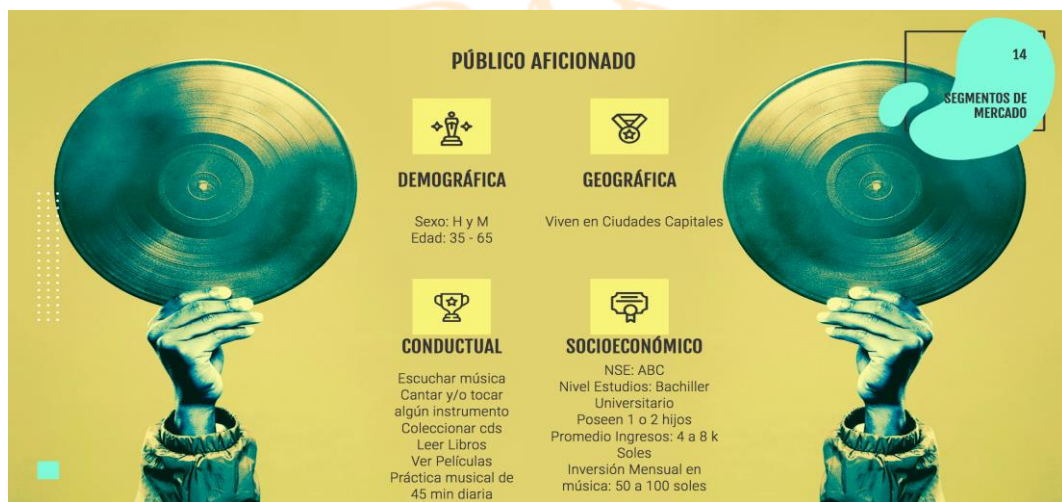 PÚBLICO AFICIONADO
14
SEGMENTOS DE
MERCADO
DEMOGRÁFICA
Sexo: H y M
Edad: 35 - 65
GEOGRÁFICA
Viven en Ciudades Capitales
CONDUCTUAL
Escuchar música
Cantar y/o tocar
algún instrumento
Coleccionar cds
Leer Libros
Ver Películas
Práctica musical de
45 min diaria
SOCIOECONÓMICO
NSE: ABC
Nivel Estudios: Bachiller
Universitario
Poseen 1 o 2 hijos
Promedio Ingresos: 4 a 8 k
Soles
Inversión Mensual en
música: 50 a 100 soles